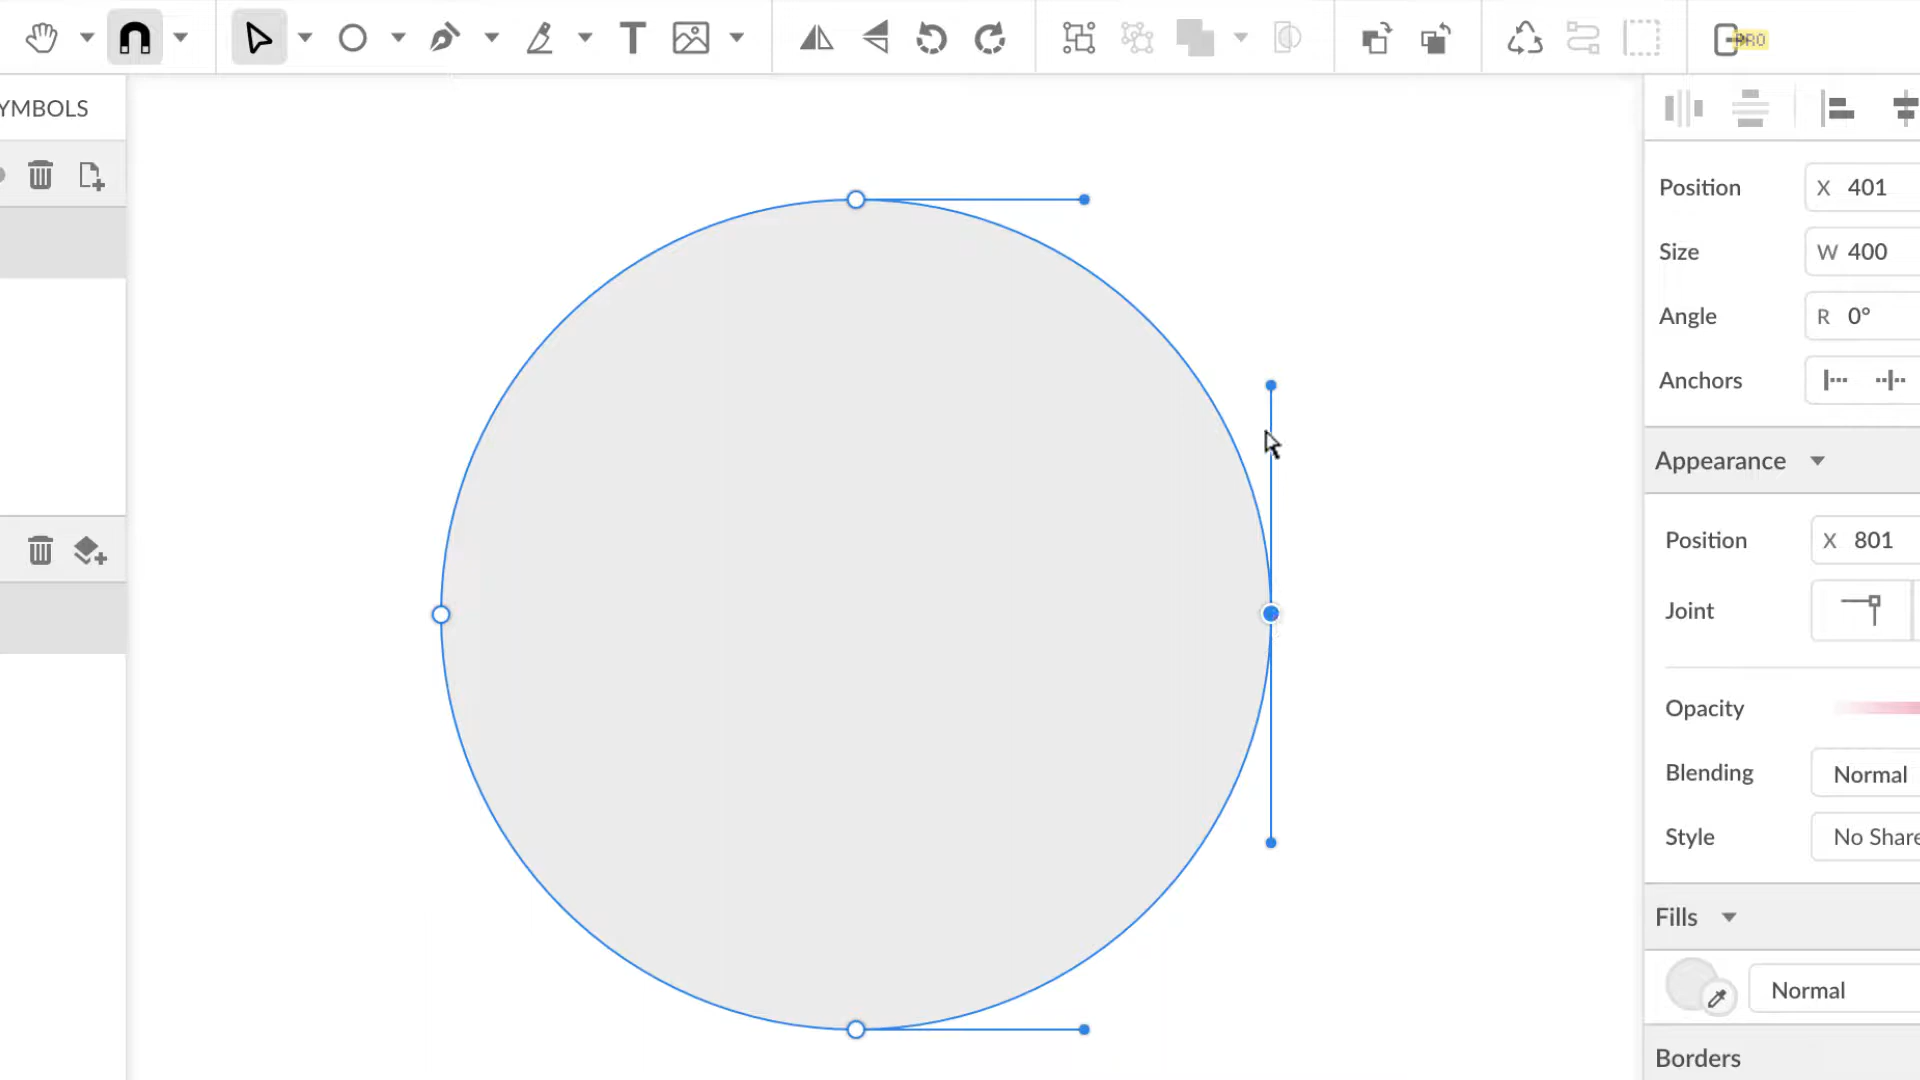 PRO
YMBOLS
Position X 401
Size W 400
Angle R 0°
Anchors
Appearance
Position X 801
Joint
Opacity
Blending Normal
Style No Share
Fills
Normal
Borders